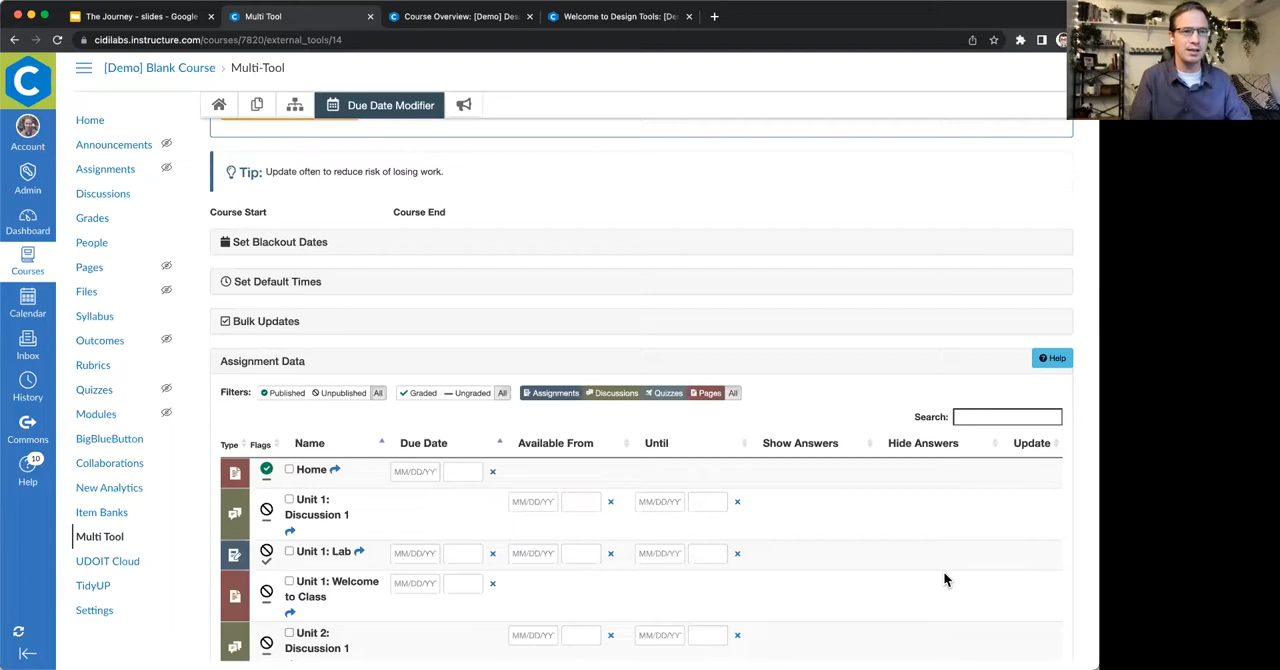 The Journey - slides - Google
Multi Tool
Course Overview: [Demo] Des
Welcome to Design Tools: [De
cidilabs.instructure.com/courses/7820/external_tools/14
[Demo] Blank Course › Multi-Tool
Due Date Modifier
Account
Admin
Dashboard
Courses
Calendar
Inbox
History
Commons
10
Help
Home
Announcements
Assignments
Discussions
Grades
People
Pages
Files
Syllabus
Outcomes
Rubrics
Quizzes
Modules
BigBlueButton
Collaborations
New Analytics
Item Banks
Multi Tool
UDOIT Cloud
TidyUP
Settings
Tip: Update often to reduce risk of losing work.
Course Start Course End
Set Blackout Dates
Set Default Times
Bulk Updates
Assignment Data Help
Filters: Published Unpublished All Graded Ungraded All Assignments Discussions Quizzes Pages All
Search:
Type Flags Name Due Date Available From Until Show Answers Hide Answers Update
Home MM/DD/YY
Unit 1: MM/DD/YY MM/DD/YY
Discussion 1
Unit 1: Lab MM/DD/YY MM/DD/YY MM/DD/YY
Unit 1: Welcome MM/DD/YY
to Class
Unit 2: MM/DD/YY MM/DD/YY
Discussion 1